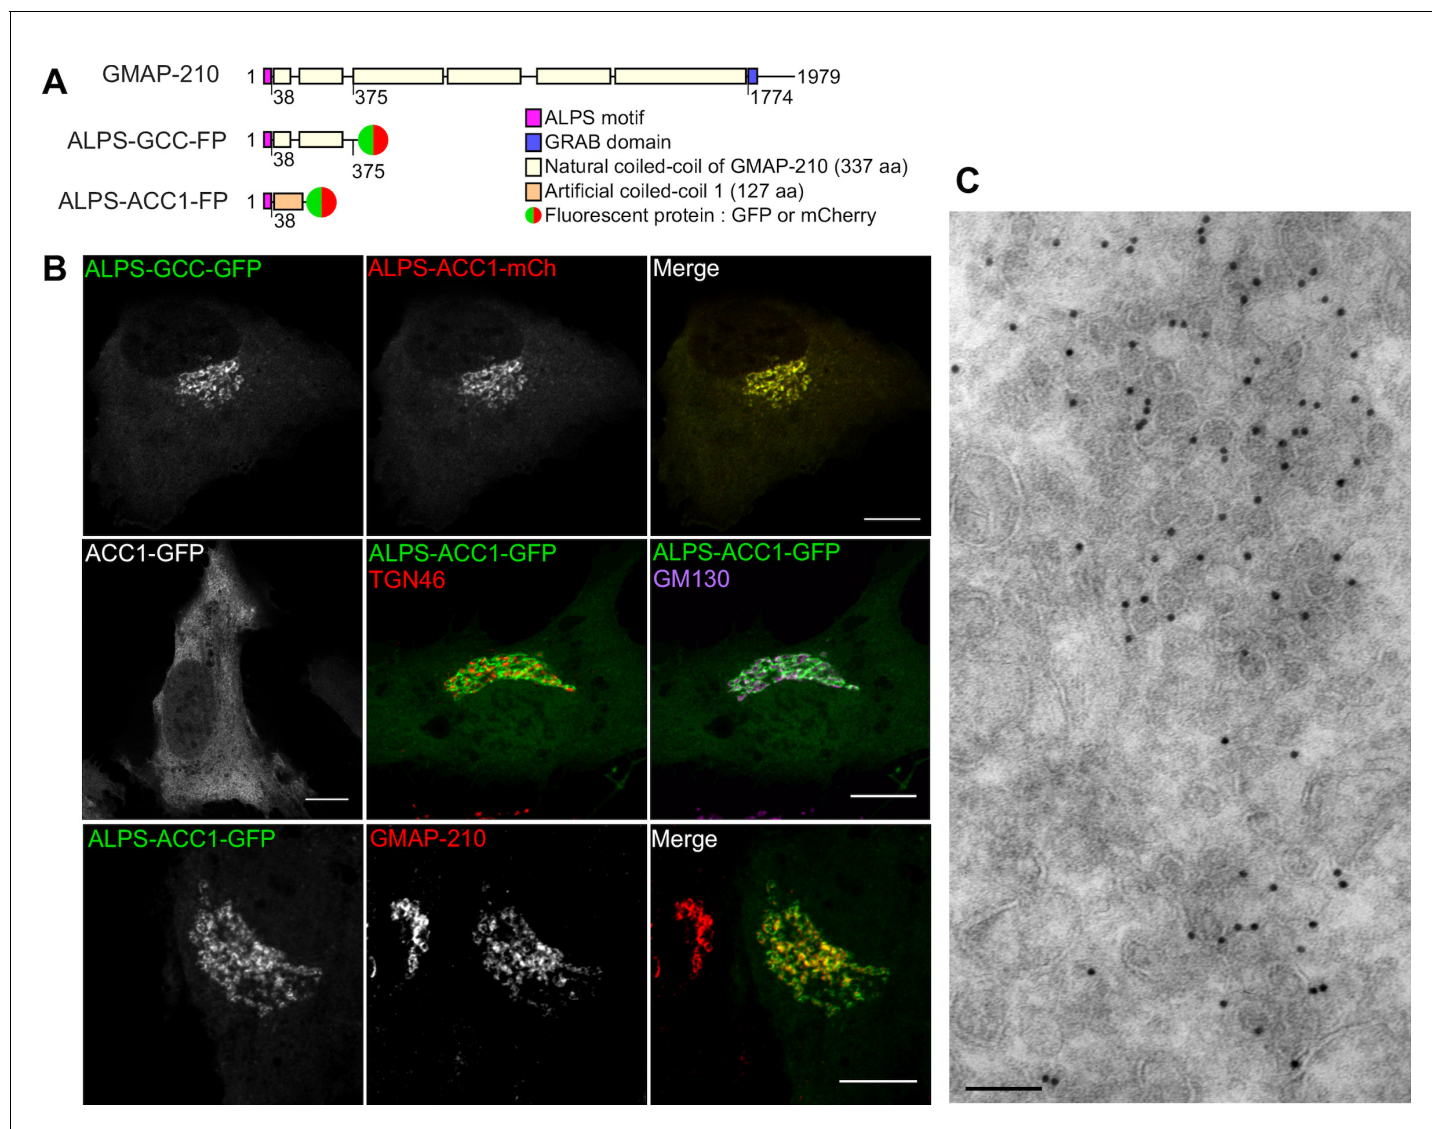 A
GMAP-210
1
1979
38
375
1774
ALPS-GCC-FP
1
38
375
ALPS-ACC1-FP
1
38
ALPS motif
GRAB domain
Natural coiled-coil of GMAP-210 (337 aa)
Artificial coiled-coil 1 (127 aa)
Fluorescent protein : GFP or mCherry
B
ALPS-GCC-GFP
ALPS-ACC1-mCh
Merge
ACC1-GFP
ALPS-ACC1-GFP
TGN46
ALPS-ACC1-GFP
GM130
ALPS-ACC1-GFP
GMAP-210
Merge
C